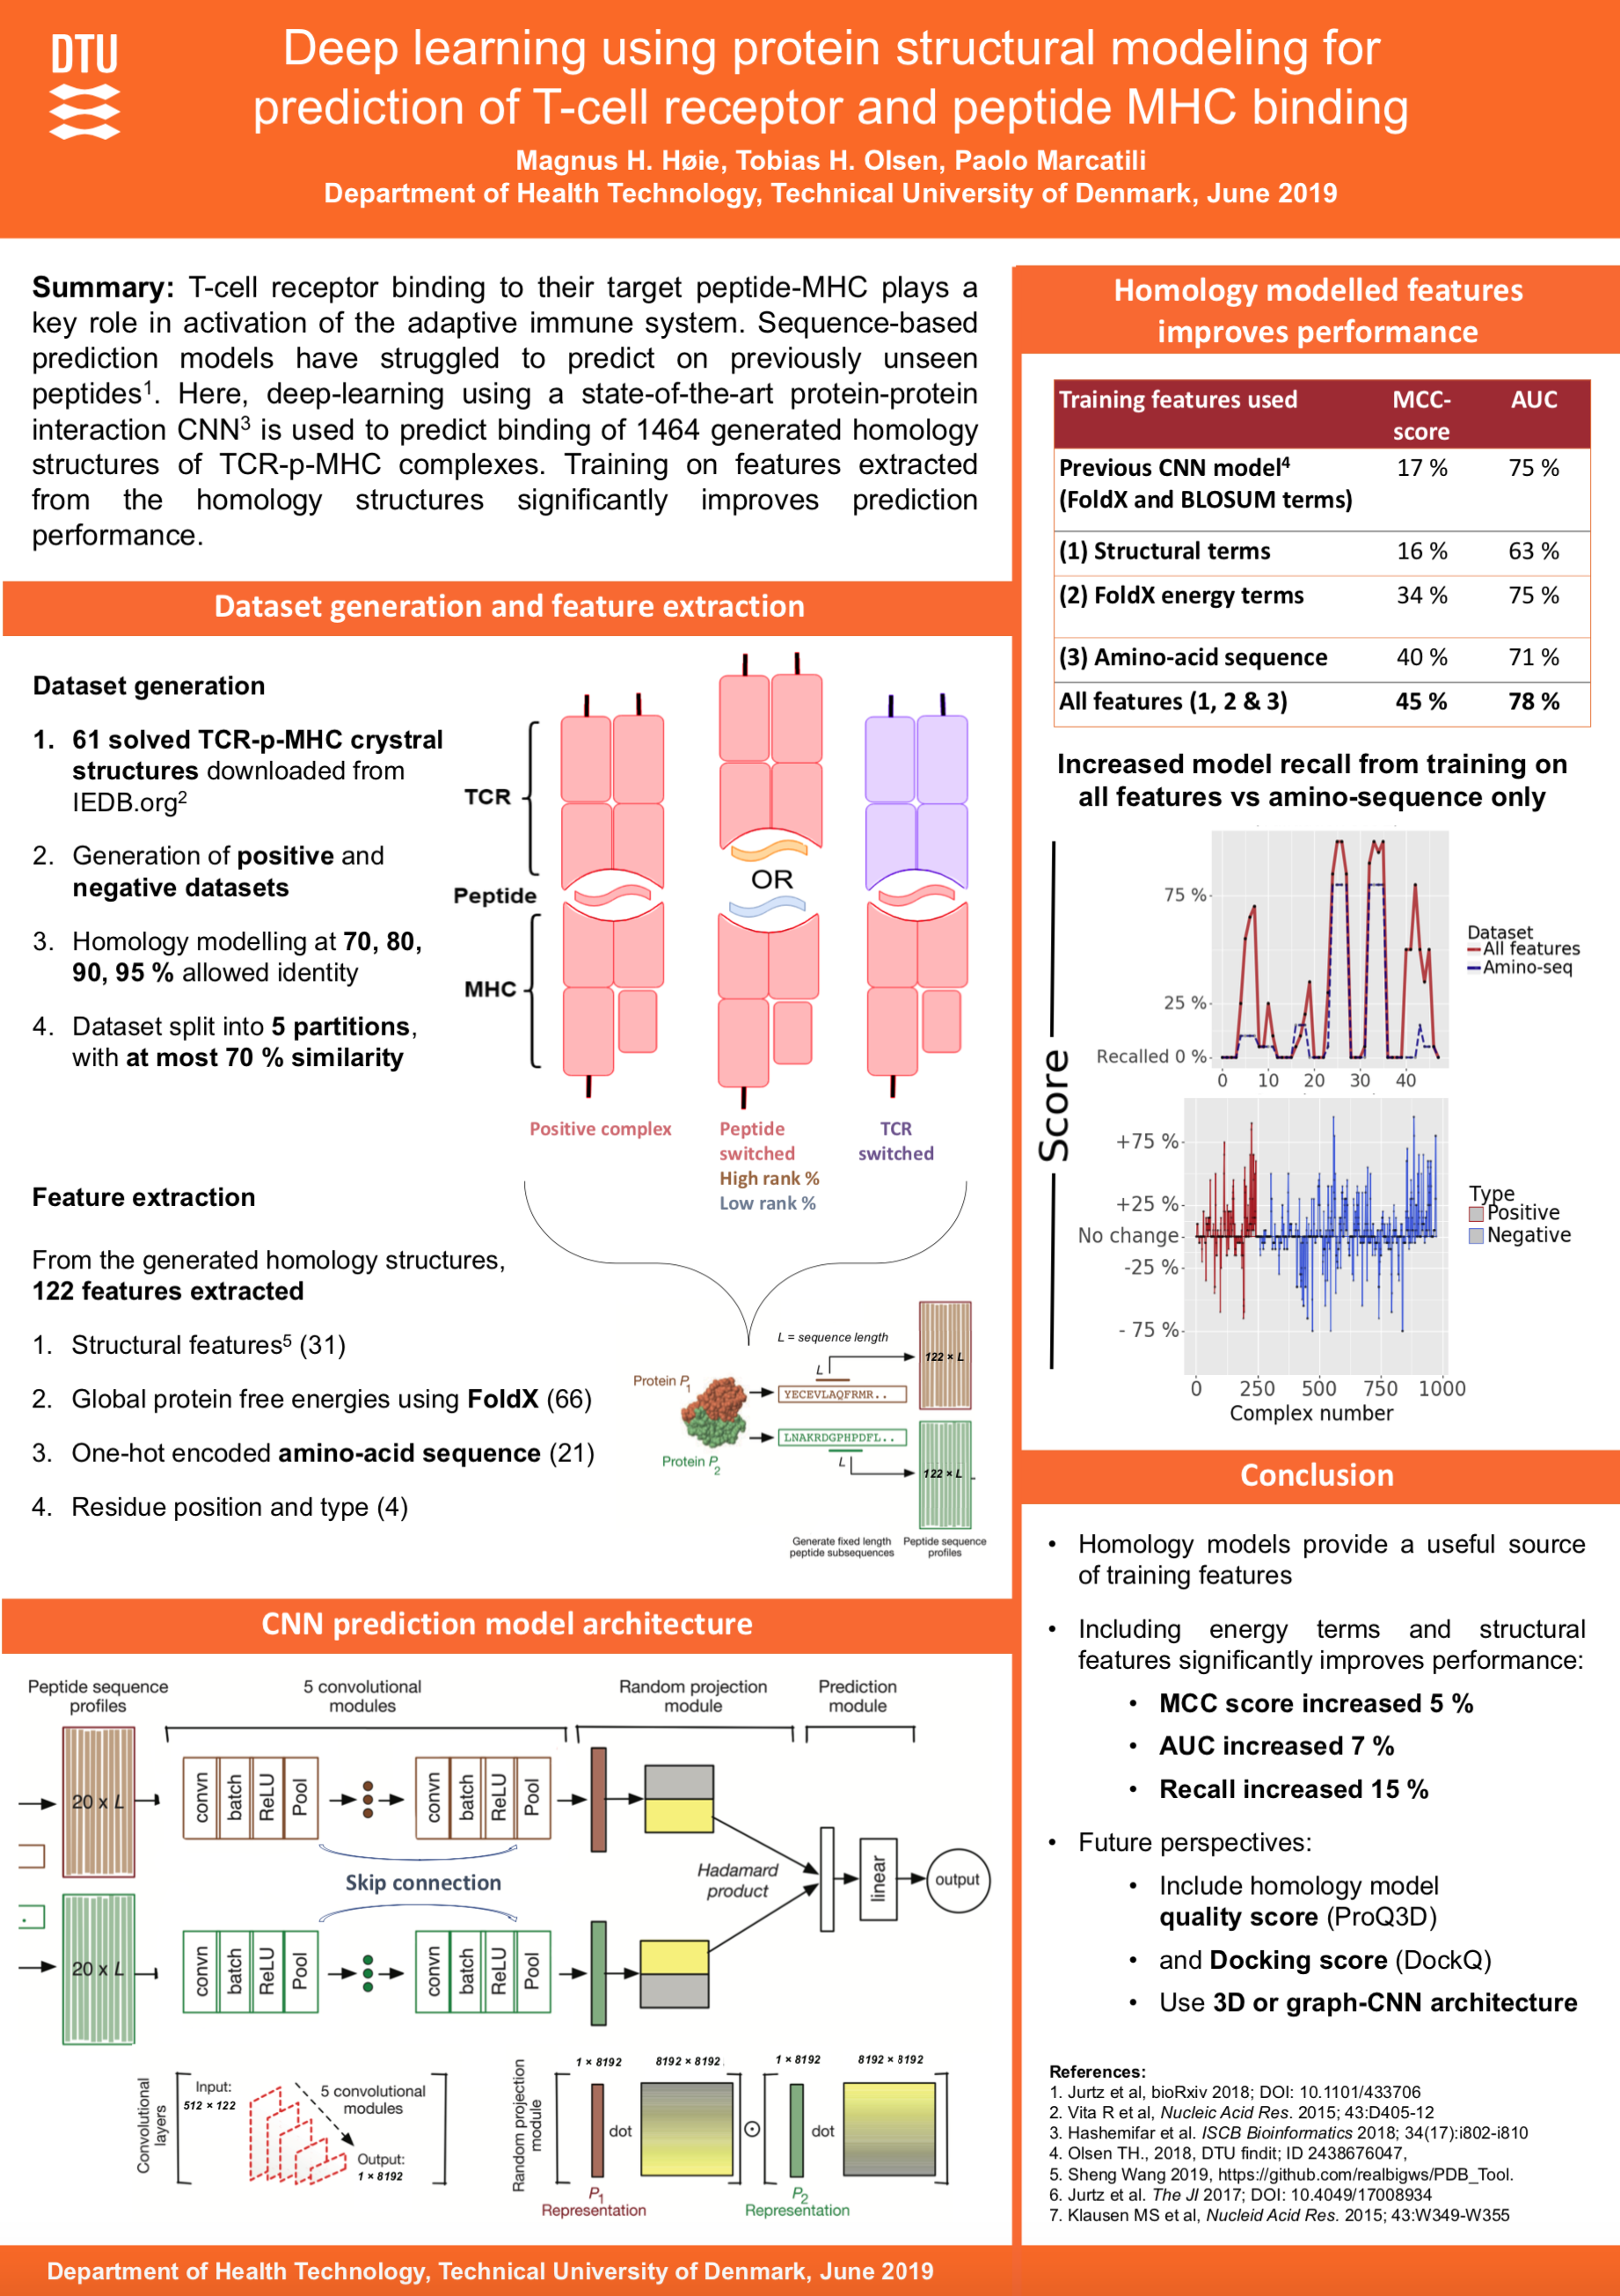 DTU
Deep learning using protein structural modeling for
prediction of T-cell receptor and peptide MHC binding
Magnus H. Høie, Tobias H. Olsen, Paolo Marcatili
Department of Health Technology, Technical University of Denmark, June 2019
Summary: T-cell receptor binding to their target peptide-MHC plays a
key role in activation of the adaptive immune system. Sequence-based
prediction models have struggled to predict on previously unseen
peptides¹. Here, deep-learning using a state-of-the-art protein-protein
interaction CNN³ is used to predict binding of 1464 generated homology
structures of TCR-p-MHC complexes. Training on features extracted
from the homology structures significantly improves prediction
performance.
Dataset generation and feature extraction
Dataset generation
1. 61 solved TCR-p-MHC crystral
structures downloaded from
IEDB.org²
2. Generation of positive and
negative datasets
3. Homology modelling at 70, 80,
90, 95 % allowed identity
4. Dataset split into 5 partitions,
with at most 70 % similarity
TCR
Peptide
MHC
OR
Positive complex
Peptide
switched
High rank %
Low rank %
TCR
switched
Feature extraction
From the generated homology structures,
122 features extracted
1. Structural features⁵ (31)
2. Global protein free energies using FoldX (66)
3. One-hot encoded amino-acid sequence (21)
4. Residue position and type (4)
L = sequence length
Protein P1
L
YECEVLAQFRMR..
122 × L
LNAKRDGPHPDFL..
Protein P2
L
122 × L
Generate fixed length
peptide subsequences
Peptide sequence
profiles
CNN prediction model architecture
Peptide sequence
profiles
5 convolutional
modules
Random projection
module
Prediction
module
20 x L
convn
batch
ReLU
Pool
convn
batch
ReLU
Pool
Skip connection
Hadamard
product
linear
output
20 x L
convn
batch
ReLU
Pool
convn
batch
ReLU
Pool
Convolutional
layers
Input:
512 × 122
5 convolutional
modules
Output:
1 × 8192
Random projection
module
1 × 8192
8192 × 8192
1 × 8192
8192 × 8192
dot
dot
P1
Representation
P2
Representation
Homology modelled features
improves performance
Training features used MCC-score AUC
Previous CNN model⁴ 17 % 75 %
(FoldX and BLOSUM terms)
(1) Structural terms 16 % 63 %
(2) FoldX energy terms 34 % 75 %
(3) Amino-acid sequence 40 % 71 %
All features (1, 2 & 3) 45 % 78 %
Increased model recall from training on
all features vs amino-sequence only
Score
75 %
25 %
Recalled 0 %
0 10 20 30 40
Dataset
All features
Amino-seq
+75 %
+25 %
No change
-25 %
- 75 %
0 250 500 750 1000
Complex number
Type
Positive
Negative
Conclusion
• Homology models provide a useful source
of training features
• Including energy terms and structural
features significantly improves performance:
• MCC score increased 5 %
• AUC increased 7 %
• Recall increased 15 %
• Future perspectives:
• Include homology model
quality score (ProQ3D)
• and Docking score (DockQ)
• Use 3D or graph-CNN architecture
References:
1. Jurtz et al, bioRxiv 2018; DOI: 10.1101/433706
2. Vita R et al, Nucleic Acid Res. 2015; 43:D405-12
3. Hashemifar et al. ISCB Bioinformatics 2018; 34(17):i802-i810
4. Olsen TH., 2018, DTU findit; ID 2438676047,
5. Sheng Wang 2019, https://github.com/realbigws/PDB_Tool.
6. Jurtz et al. The JI 2017; DOI: 10.4049/17008934
7. Klausen MS et al, Nucleid Acid Res. 2015; 43:W349-W355
Department of Health Technology, Technical University of Denmark, June 2019